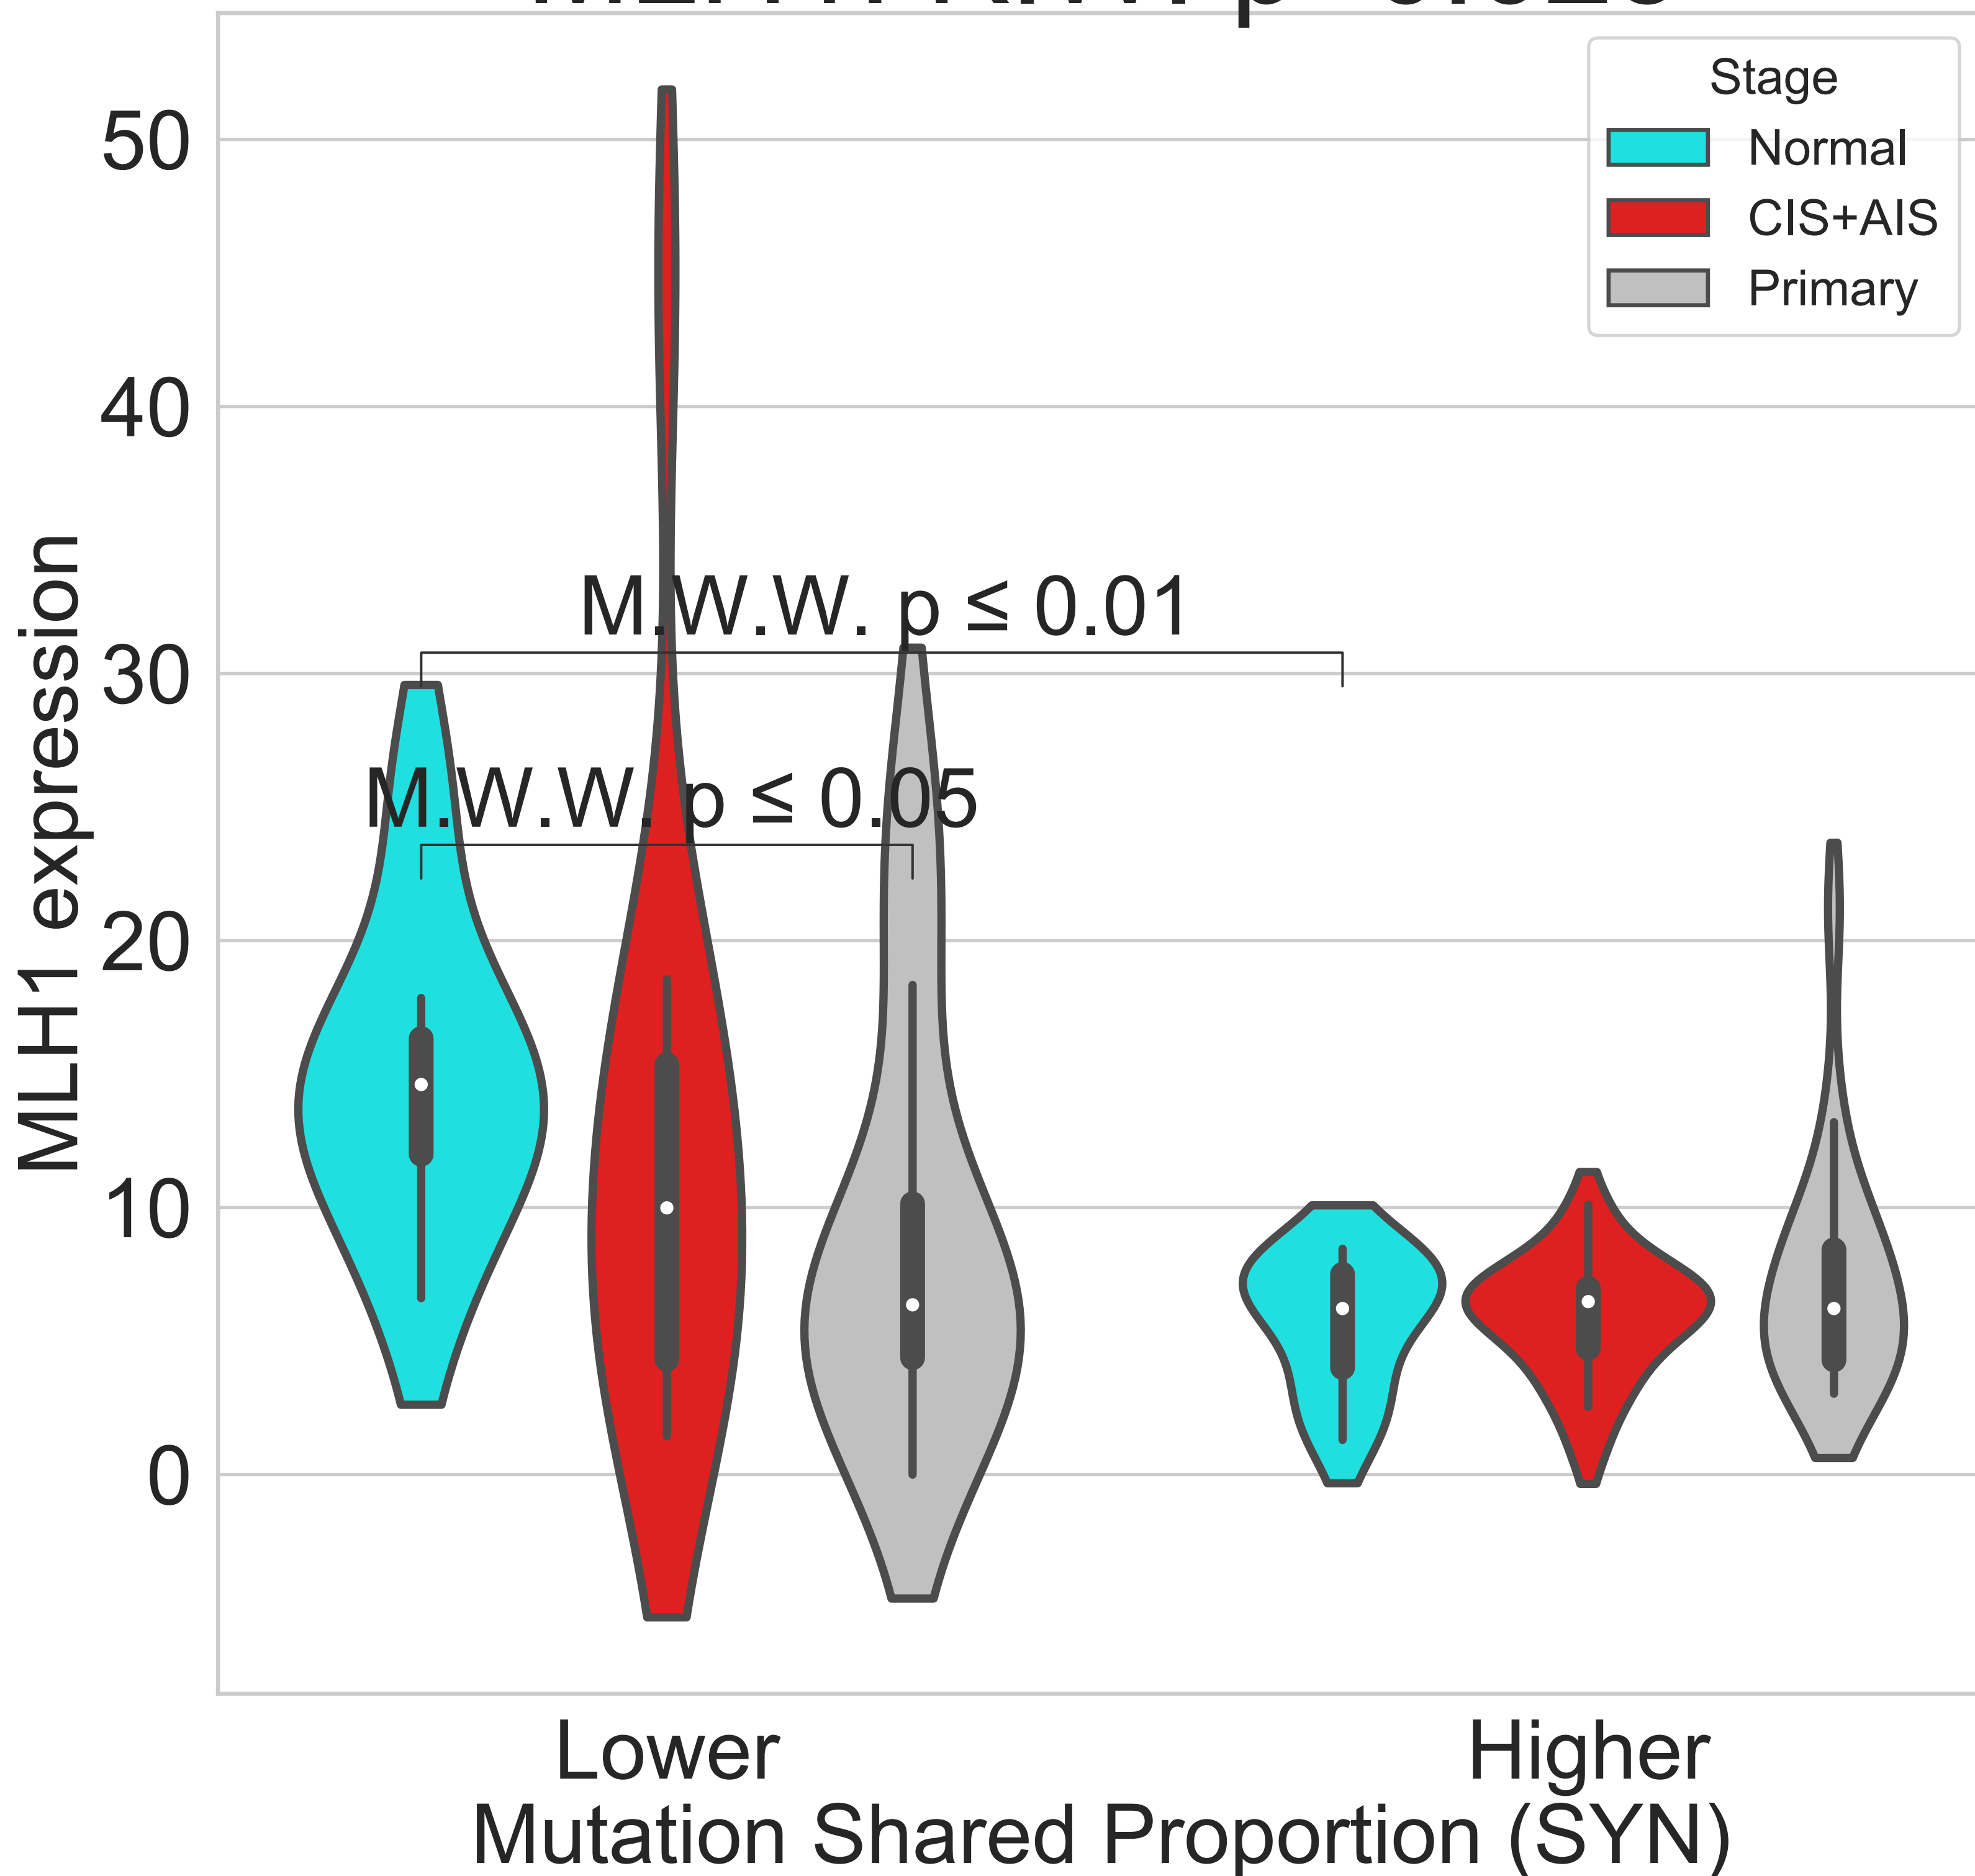 Stage
Normal
CIS+AIS
Primary
50
40
30
20
10
0
MLH1 expression
M.W.W. p ≤ 0.01
M.W.W. p ≤ 0.05
Lower
Higher
Mutation Shared Proportion (SYN)